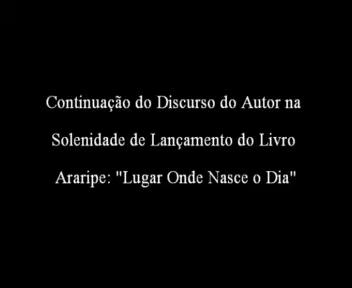 Continuação do Discurso do Autor na
Solenidade de Lançamento do Livro
Araripe: "Lugar Onde Nasce o Dia"